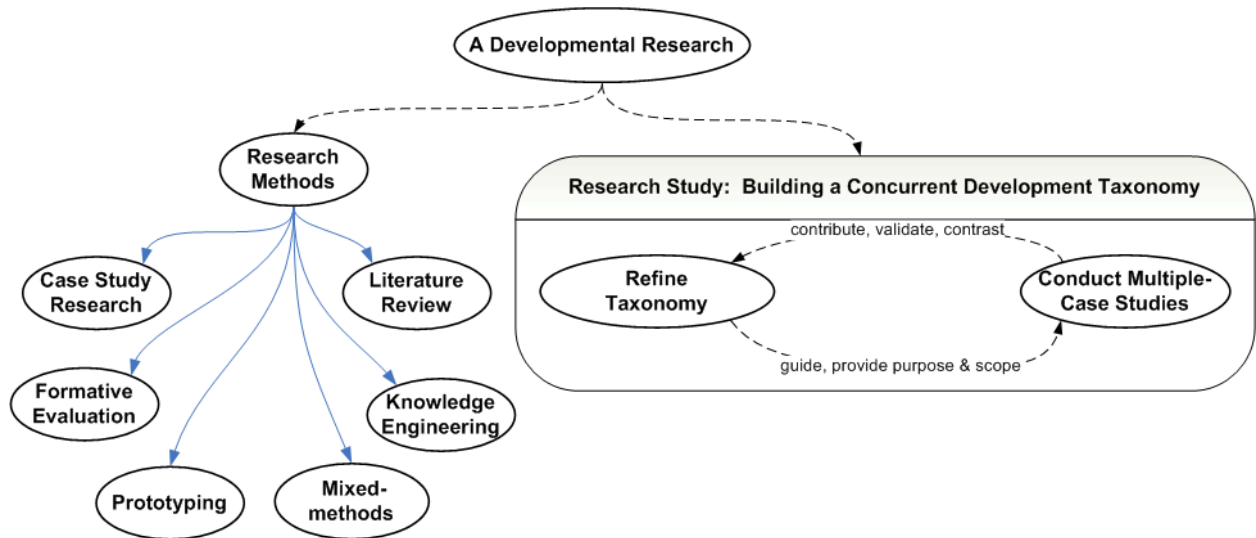 A Developmental Research
Research
Methods
Research Study:  Building a Concurrent Development Taxonomy
contribute, validate, contrast
Case Study
Research
Literature
Review
Refine
Taxonomy
Conduct Multiple-
Case Studies
guide, provide purpose & scope
Formative
Evaluation
Knowledge
Engineering
Prototyping
Mixed-
methods